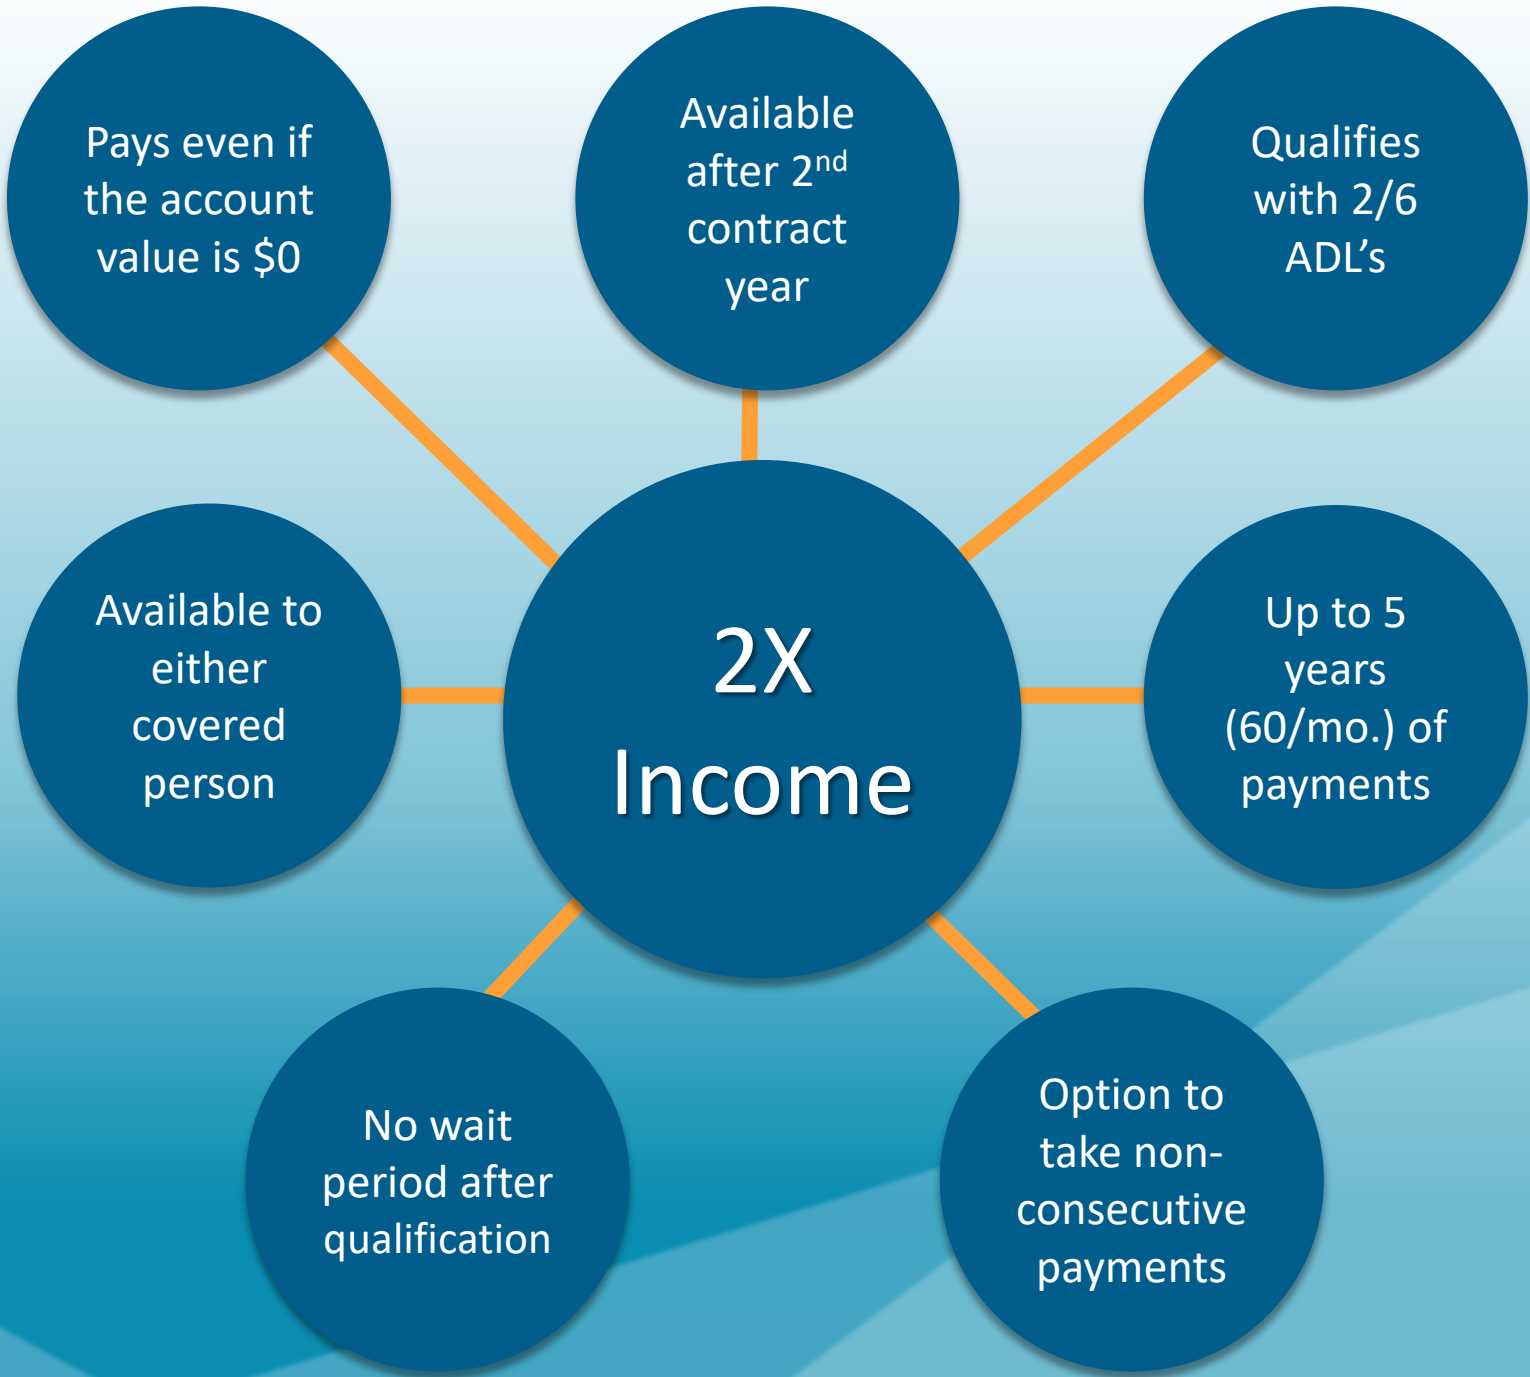 Pays even if
the account
value is $0
Available
after 2nd
contract
year
Qualifies
with 2/6
ADL’s
Available to
either
covered
person
2X
Income
Up to 5
years
(60/mo.) of
payments
No wait
period after
qualification
Option to
take non-
consecutive
payments